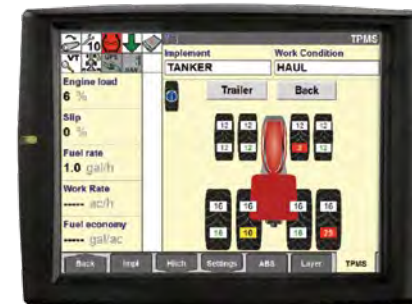 TPMS
10
Implement
Work Condition
VT
TANKER
HAUL
Engine load
6 %
Trailer
Back
Slip
0 %
12 12 12 12
12 12 3 12
Fuel rate
1.0 gal/h
Work Rate
----- ac/h
16 16 16 16
Fuel economy
----- gal/ac
16 10 16 25
Back
Impl
Hitch
Settings
ABS
Layer
TPMS